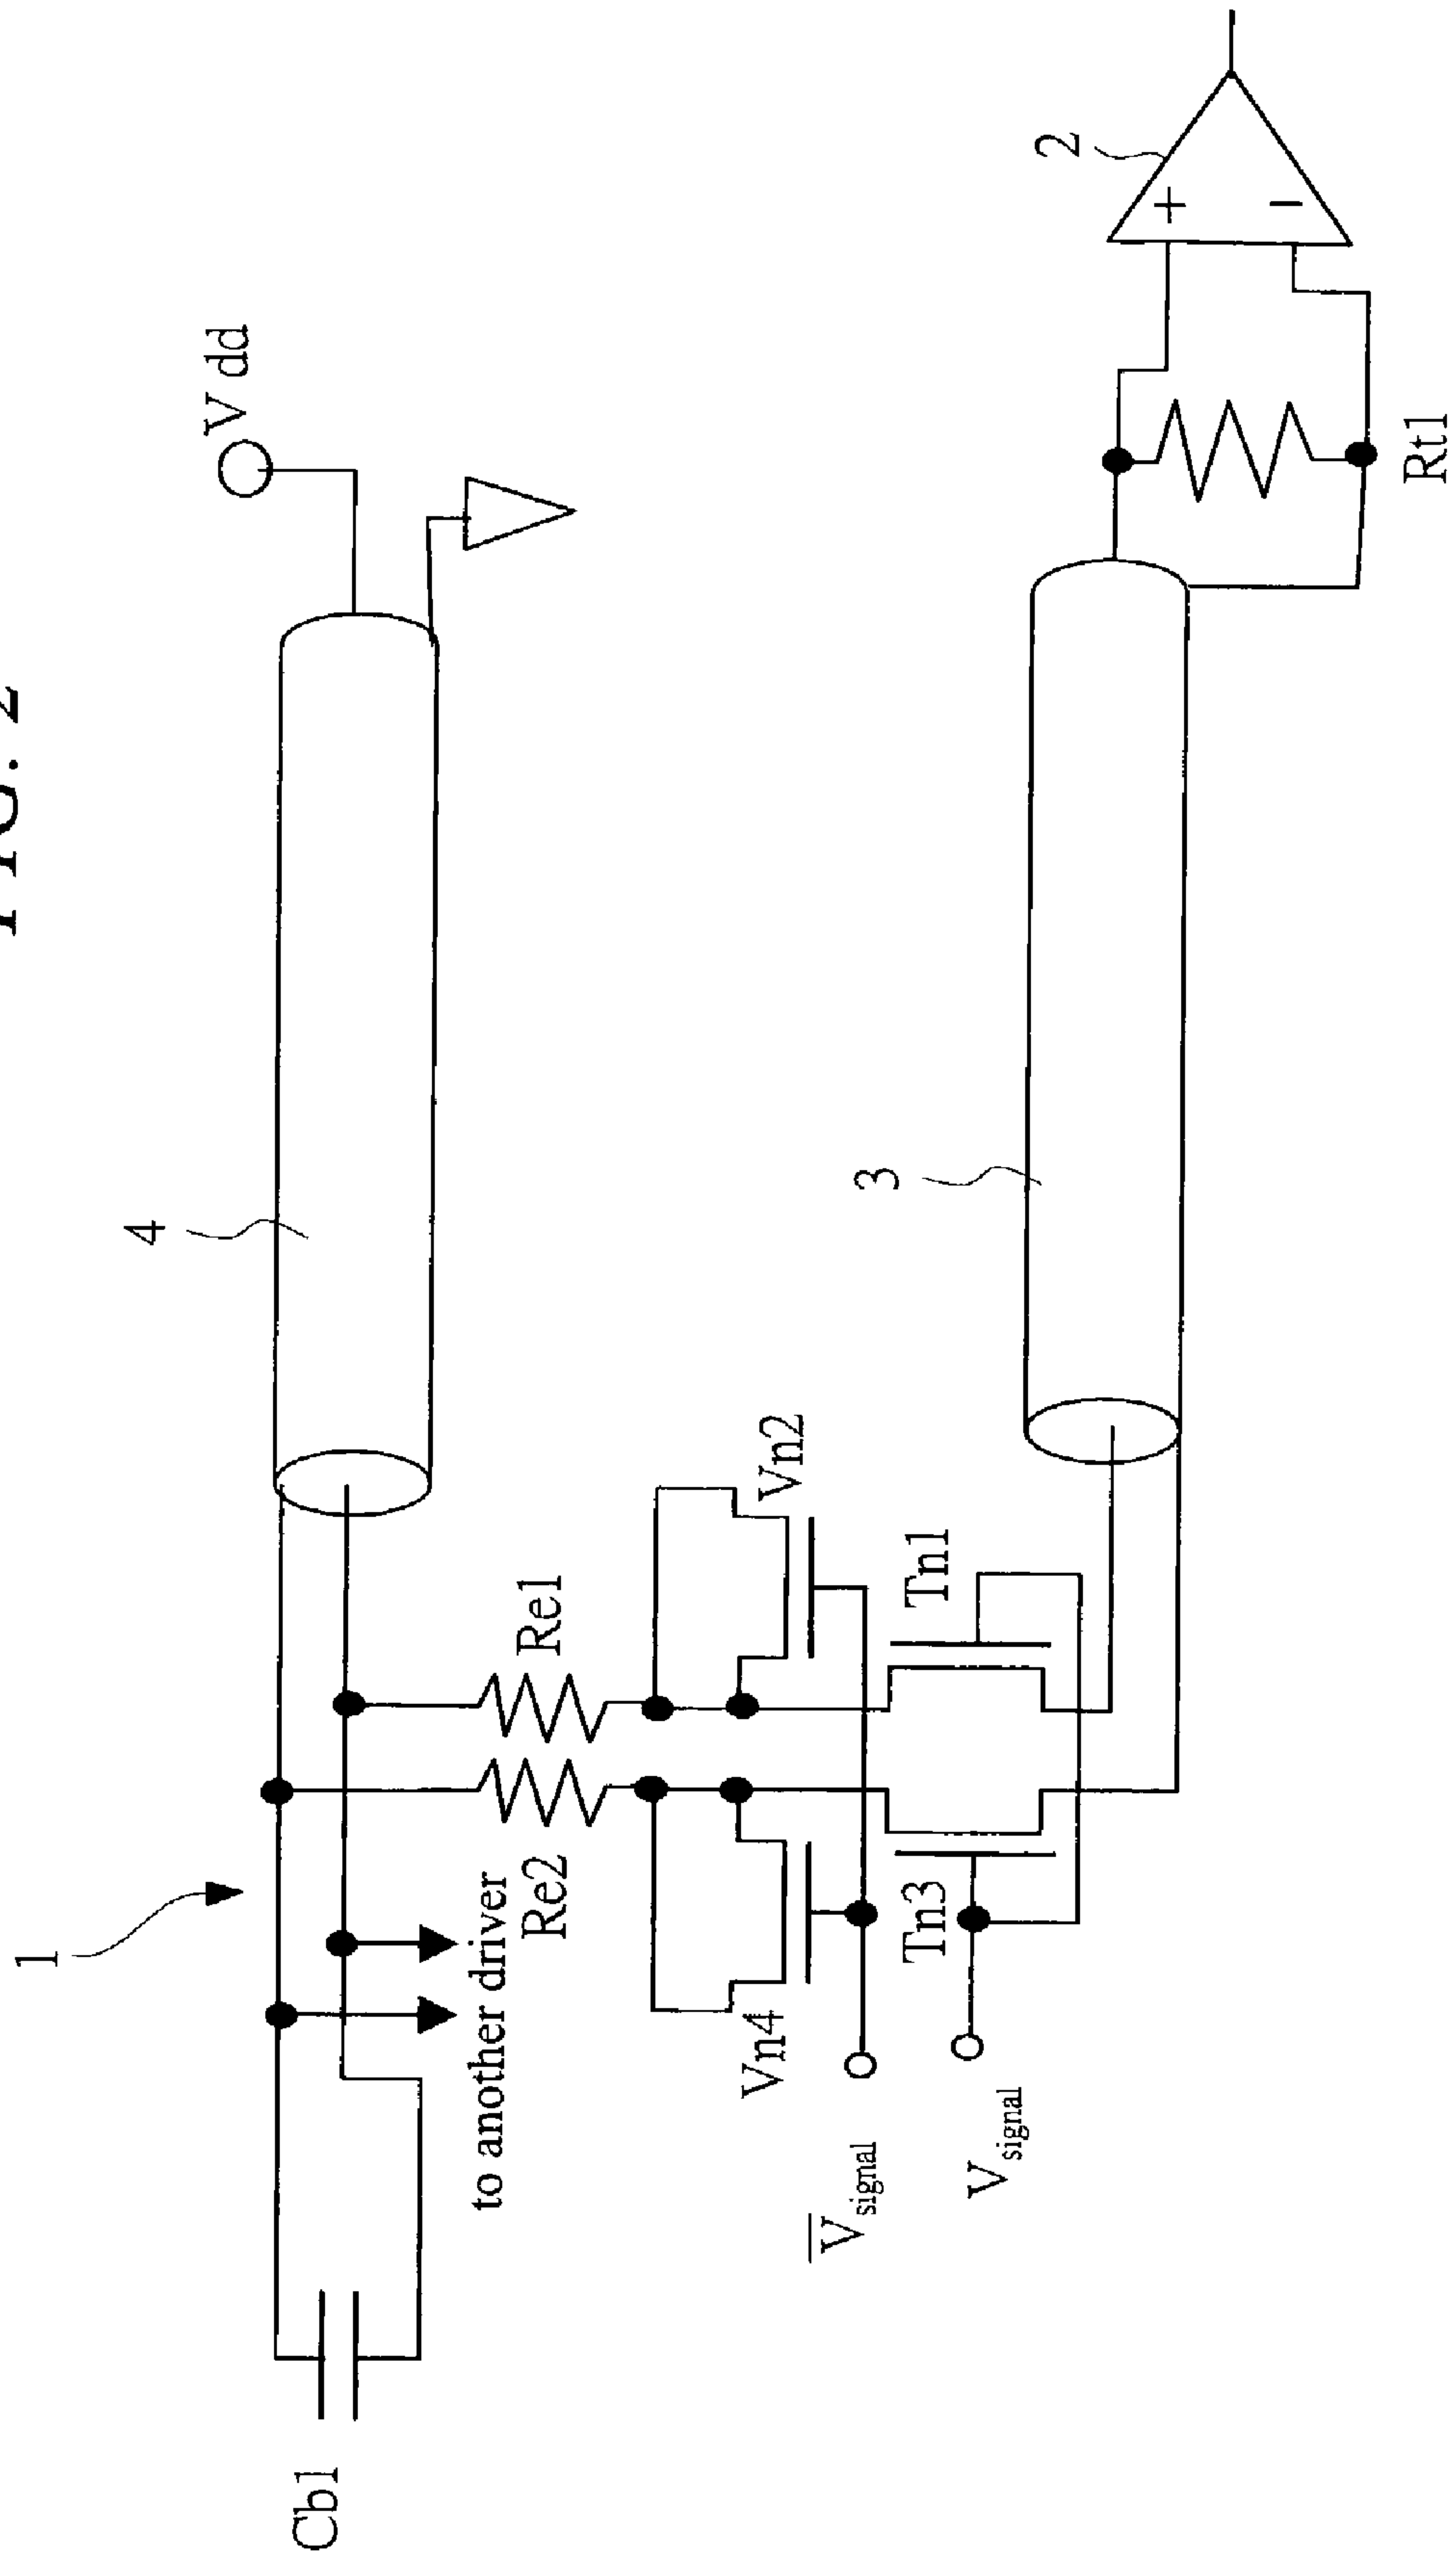 FIG. 2
4
V dd
1
Cb1
to another driver
Re2
Re1
Vn4
Vn2
V̅signal
Vsignal
Tn3
Tn1
3
2
+
−
Rt1